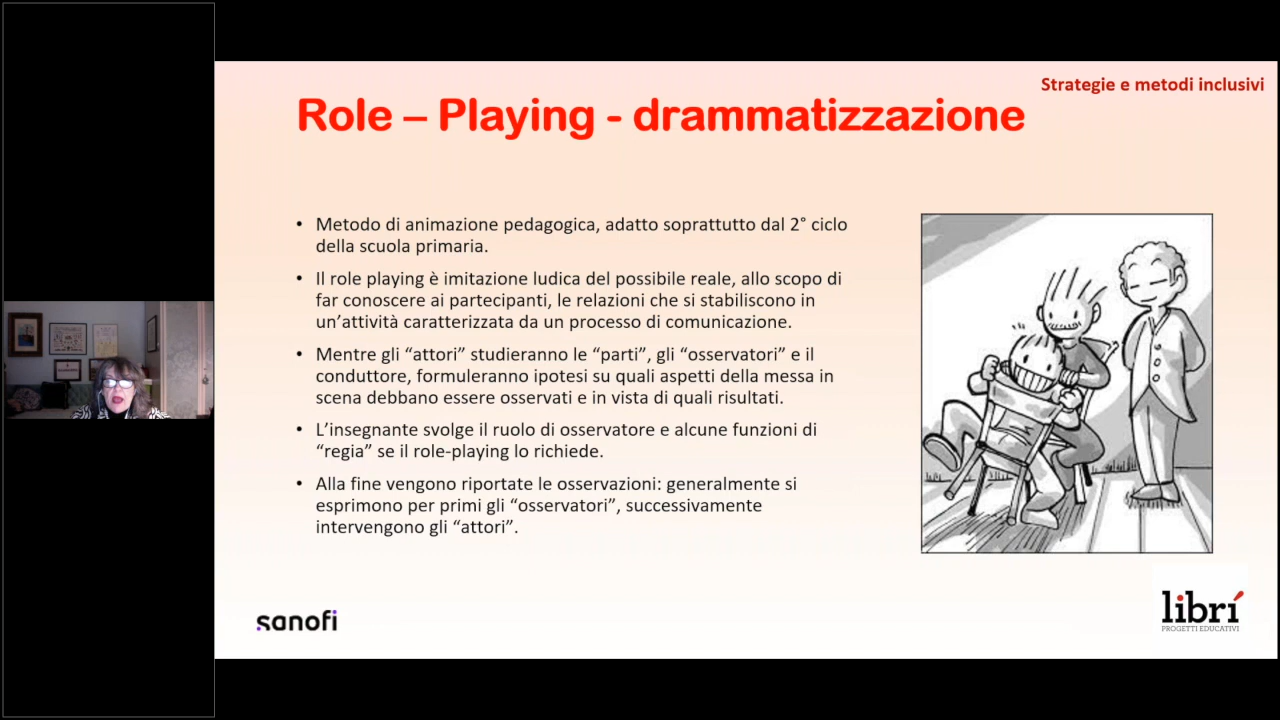 Strategie e metodi inclusivi
Role – Playing - drammatizzazione
• Metodo di animazione pedagogica, adatto soprattutto dal 2° ciclo
della scuola primaria.
• Il role playing è imitazione ludica del possibile reale, allo scopo di
far conoscere ai partecipanti, le relazioni che si stabiliscono in
un’attività caratterizzata da un processo di comunicazione.
• Mentre gli “attori” studieranno le “parti”, gli “osservatori” e il
conduttore, formuleranno ipotesi su quali aspetti della messa in
scena debbano essere osservati e in vista di quali risultati.
• L’insegnante svolge il ruolo di osservatore e alcune funzioni di
“regia” se il role-playing lo richiede.
• Alla fine vengono riportate le osservazioni: generalmente si
esprimono per primi gli “osservatori”, successivamente
intervengono gli “attori”.
sanofi
librí
PROGETTI EDUCATIVI